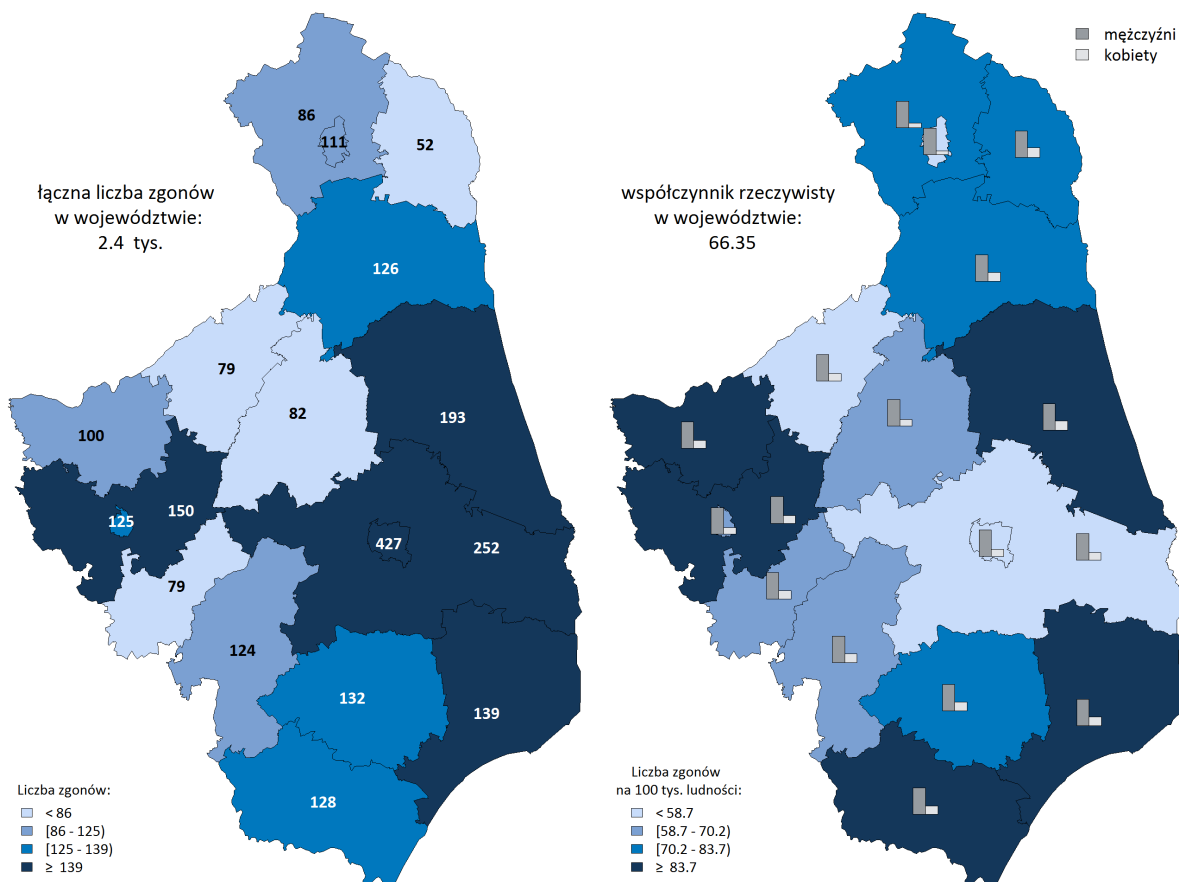 mężczyźni
kobiety
86
111
52
łączna liczba zgonów
w województwie:
2.4 tys.
współczynnik rzeczywisty
w województwie:
66.35
126
79
82
100
193
150
125
427
252
79
124
132
139
128
Liczba zgonów:
< 86
[86 - 125)
[125 - 139)
≥ 139
Liczba zgonów
na 100 tys. ludności:
< 58.7
[58.7 - 70.2)
[70.2 - 83.7)
≥ 83.7